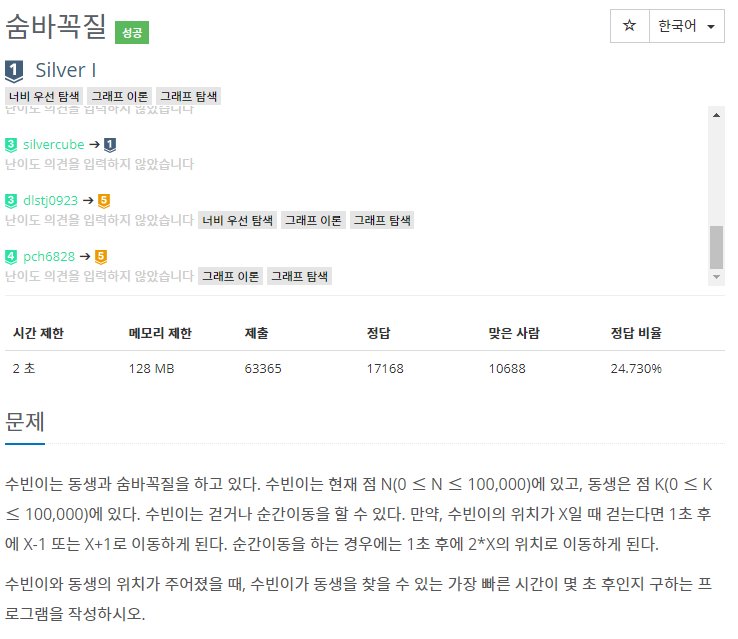 숨바꼭질 성공
☆ 한국어
1 Silver I
너비 우선 탐색 그래프 이론 그래프 탐색
난이도 의견을 입력하지 않았습니다
3 silvercube ➔ 1
난이도 의견을 입력하지 않았습니다
3 dlstj0923 ➔ 5
난이도 의견을 입력하지 않았습니다 너비 우선 탐색 그래프 이론 그래프 탐색
4 pch6828 ➔ 5
난이도 의견을 입력하지 않았습니다 그래프 이론 그래프 탐색
시간 제한 메모리 제한 제출 정답 맞은 사람 정답 비율
2 초 128 MB 63365 17168 10688 24.730%
문제
수빈이는 동생과 숨바꼭질을 하고 있다. 수빈이는 현재 점 N(0 ≤ N ≤ 100,000)에 있고, 동생은 점 K(0 ≤ K
≤ 100,000)에 있다. 수빈이는 걷거나 순간이동을 할 수 있다. 만약, 수빈이의 위치가 X일 때 걷는다면 1초 후
에 X-1 또는 X+1로 이동하게 된다. 순간이동을 하는 경우에는 1초 후에 2*X의 위치로 이동하게 된다.
수빈이와 동생의 위치가 주어졌을 때, 수빈이가 동생을 찾을 수 있는 가장 빠른 시간이 몇 초 후인지 구하는 프
로그램을 작성하시오.